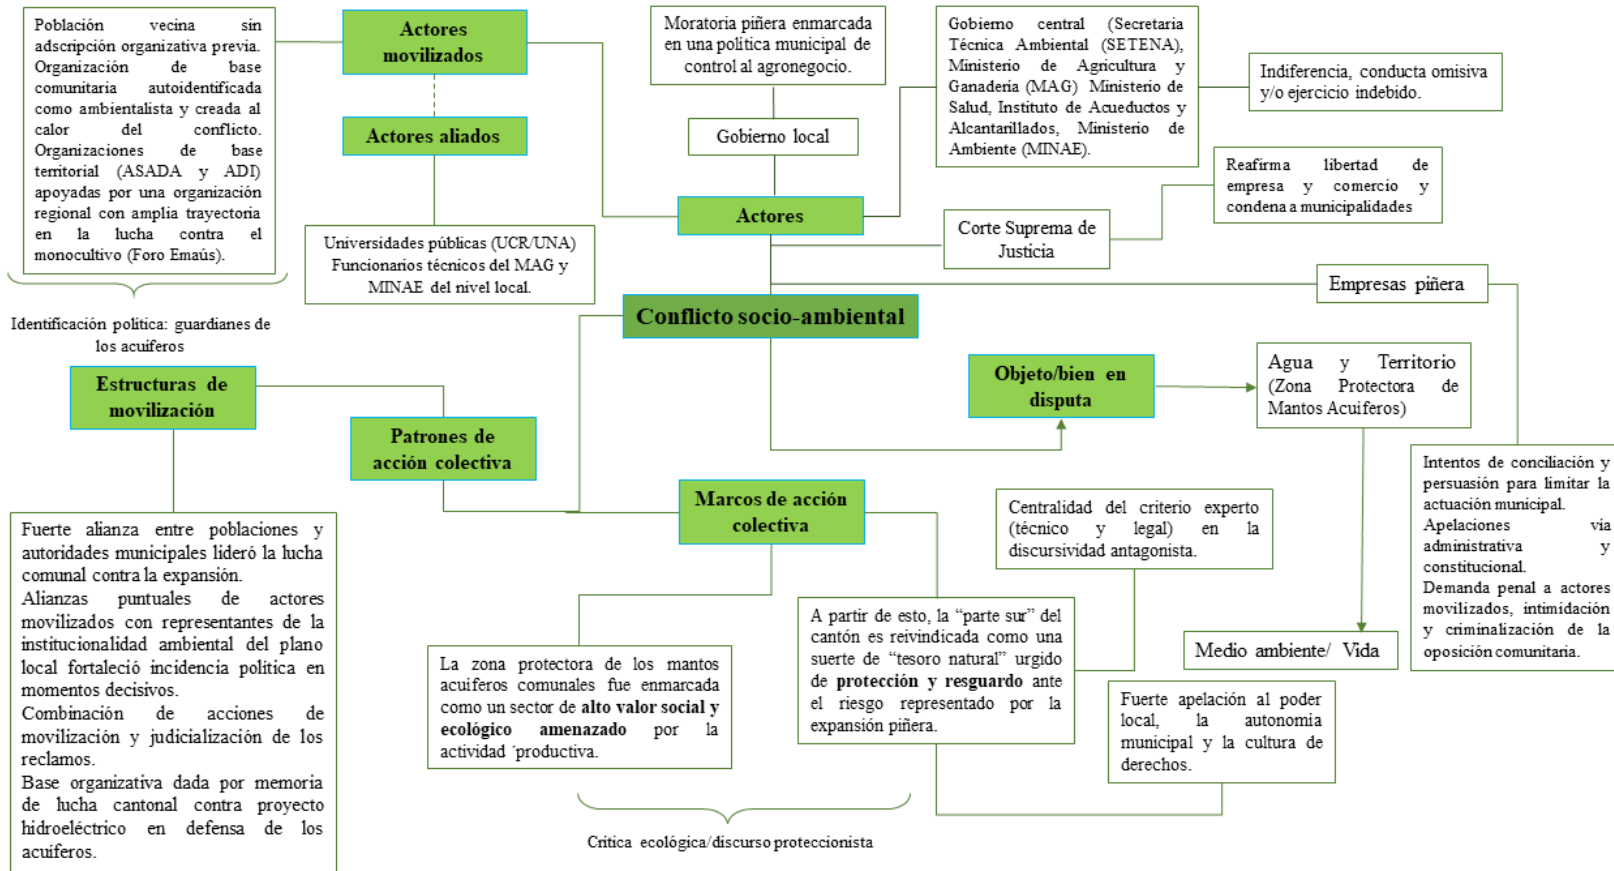 Población vecina sin
adscripción organizativa previa.
Organización de base
comunitaria autoidentificada
como ambientalista y creada al
calor del conflicto.
Organizaciones de base
territorial (ASADA y ADI)
apoyadas por una organización
regional con amplia trayectoria
en la lucha contra el
monocultivo (Foro Emaús).
Identificación política: guardianes de
los acuíferos
Actores
movilizados
Actores aliados
Universidades públicas (UCR/UNA)
Funcionarios técnicos del MAG y
MINAE del nivel local.
Moratoria piñera enmarcada
en una política municipal de
control al agronegocio.
Gobierno local
Actores
Gobierno central (Secretaria
Técnica Ambiental (SETENA),
Ministerio de Agricultura y
Ganadería (MAG) Ministerio de
Salud, Instituto de Acueductos y
Alcantarillados, Ministerio de
Ambiente (MINAE).
Indiferencia, conducta omisiva
y/o ejercicio indebido.
Corte Suprema de
Justicia
Reafirma libertad de
empresa y comercio y
condena a municipalidades
Empresas piñera
Conflicto socio-ambiental
Intentos de conciliación y
persuasión para limitar la
actuación municipal.
Apelaciones via
administrativa y
constitucional.
Demanda penal a actores
movilizados, intimidación
y criminalización de la
oposición comunitaria.
Objeto/bien en
disputa
Agua y Territorio
(Zona Protectora de
Mantos Acuíferos)
Medio ambiente/ Vida
Estructuras de
movilización
Patrones de
acción colectiva
Marcos de acción
colectiva
Fuerte alianza entre poblaciones y
autoridades municipales lideró la lucha
comunal contra la expansión.
Alianzas puntuales de actores
movilizados con representantes de la
institucionalidad ambiental del plano
local fortaleció incidencia política en
momentos decisivos.
Combinación de acciones de
movilización y judicialización de los
reclamos.
Base organizativa dada por memoria
de lucha cantonal contra proyecto
hidroeléctrico en defensa de los
acuíferos.
La zona protectora de los mantos
acuíferos comunales fue enmarcada
como un sector de alto valor social y
ecológico amenazado por la
actividad ´productiva.
A partir de esto, la “parte sur” del
cantón es reivindicada como una
suerte de “tesoro natural” urgido
de protección y resguardo ante
el riesgo representado por la
expansión piñera.
Centralidad del criterio experto
(técnico y legal) en la
discursividad antagonista.
Fuerte apelación al poder
local, la autonomía
municipal y la cultura de
derechos.
Crítica ecológica/discurso proteccionista